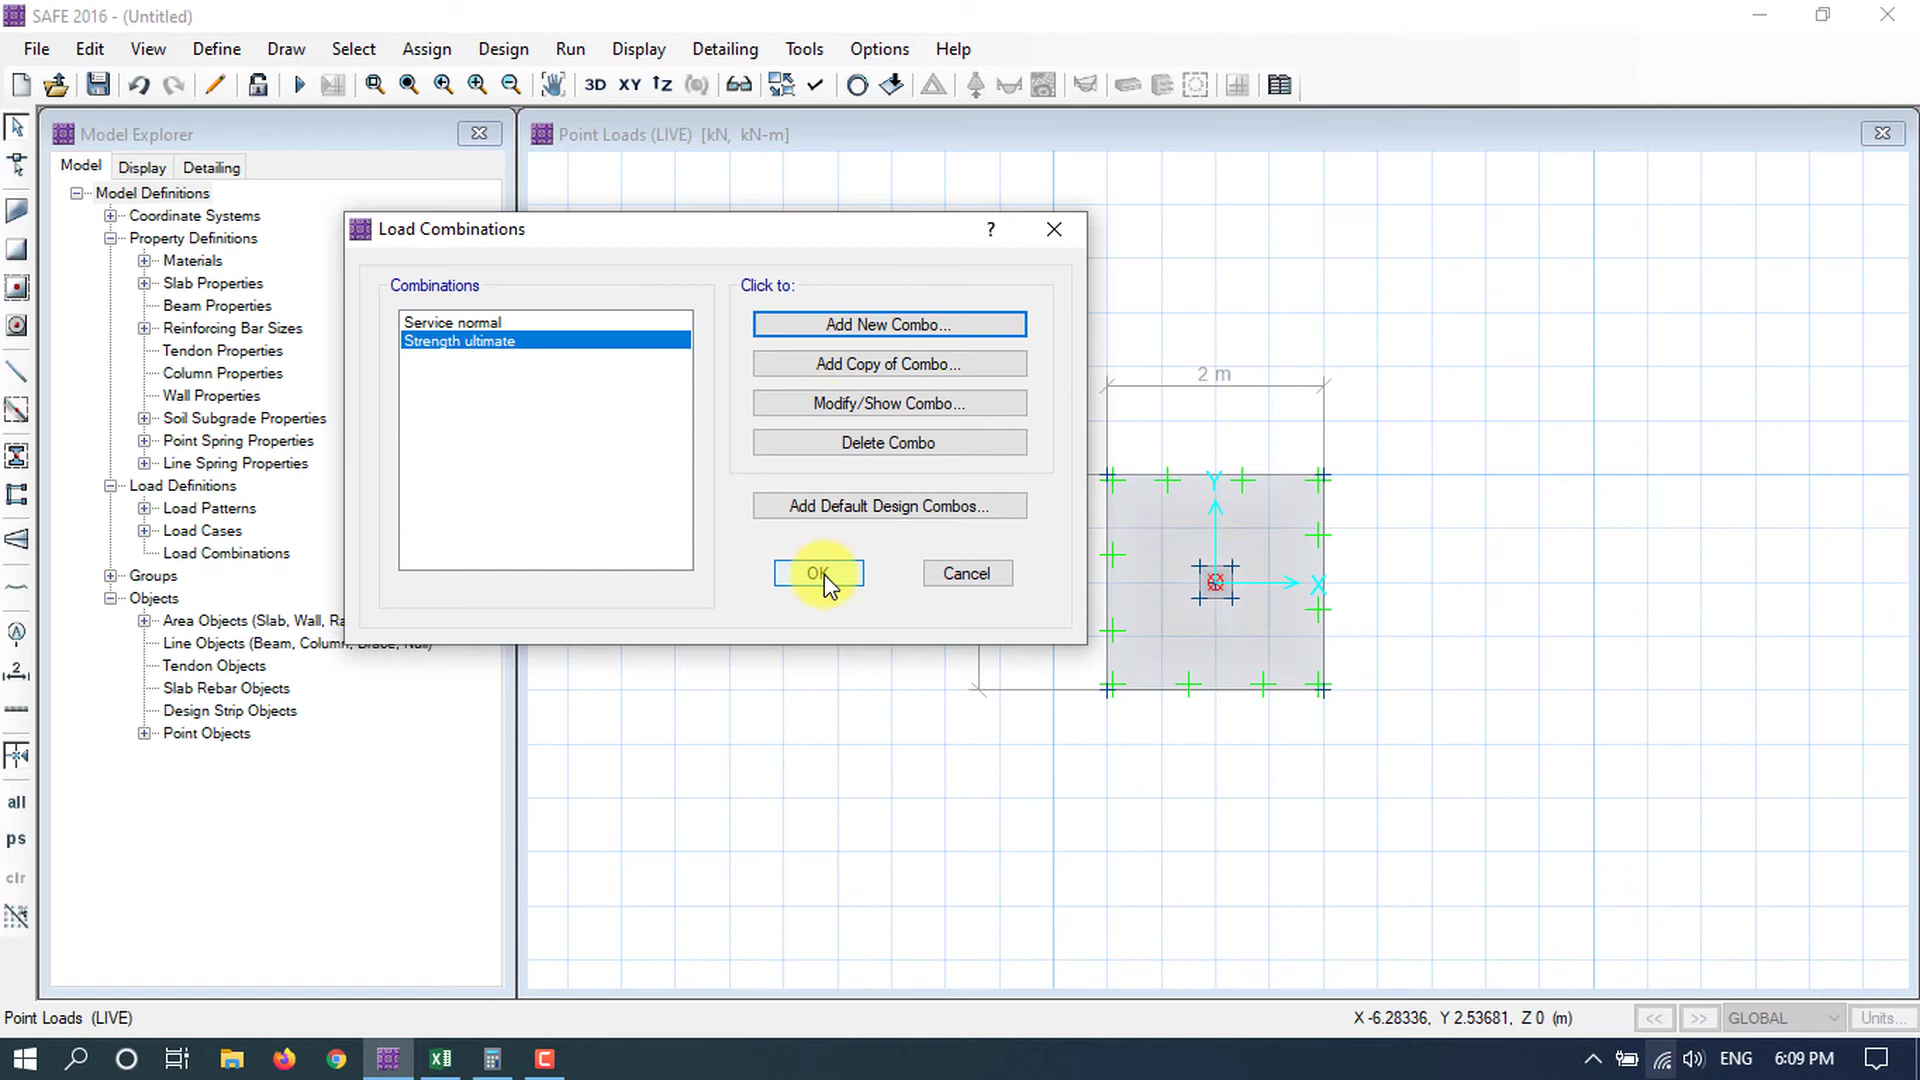 SAFE 2016 - (Untitled)
File Edit View Define Draw Select Assign Design Run Display Detailing Tools Options Help
3D XY
Model Explorer
Point Loads (LIVE) [kN, kN-m]
Model Display Detailing
Model Definitions
Coordinate Systems
Property Definitions
Materials
Slab Properties
Beam Properties
Reinforcing Bar Sizes
Tendon Properties
Column Properties
Wall Properties
Soil Subgrade Properties
Point Spring Properties
Line Spring Properties
Load Definitions
Load Patterns
Load Cases
Load Combinations
Groups
Objects
Area Objects (Slab, Wall, Ra
Line Objects (Beam, Column, Brace, Null)
Tendon Objects
Slab Rebar Objects
Design Strip Objects
Point Objects
all
ps
clr
Load Combinations
?
Combinations
Service normal
Strength ultimate
Click to:
Add New Combo...
Add Copy of Combo...
Modify/Show Combo...
Delete Combo
Add Default Design Combos...
OK
Cancel
2 m
Y
X
Point Loads (LIVE)
X -6.28336, Y 2.53681, Z 0 (m)
<< >> GLOBAL Units...
ENG 6:09 PM